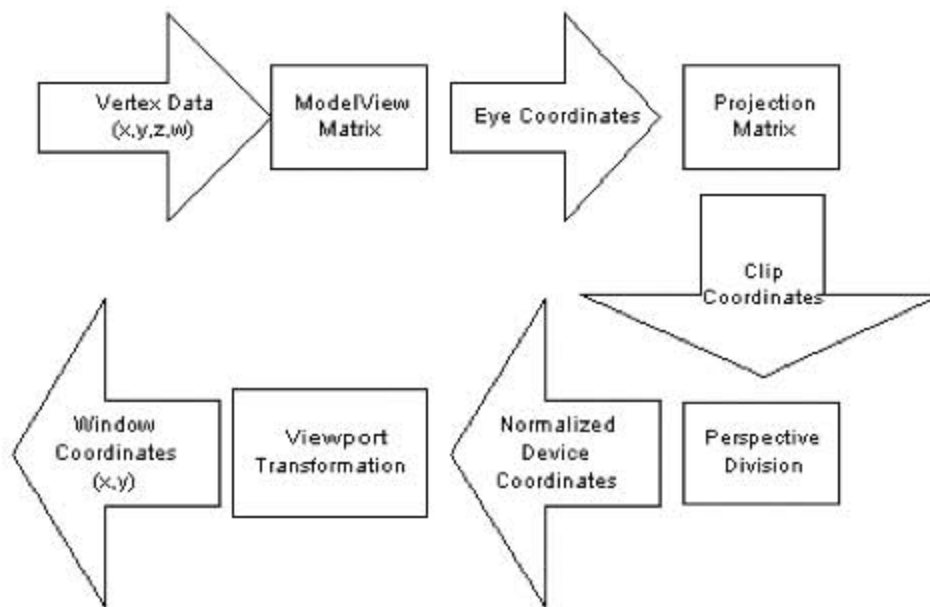 Vertex Data
(x,y,z,w)
ModelView
Matrix
Eye Coordinates
Projection
Matrix
Clip
Coordinates
Perspective
Division
Normalized
Device
Coordinates
Viewport
Transformation
Window
Coordinates
(x,y)